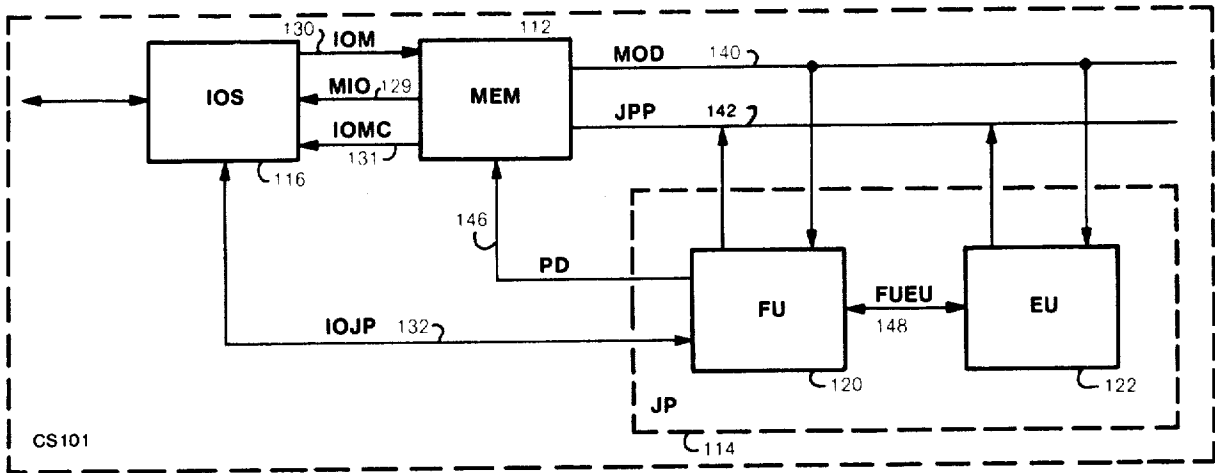 130 IOM
112
IOS
MIO 129
MEM
IOMC
131
116
MOD 140
JPP 142
146
PD
IOJP 132
FU
FUEU
148
EU
120
122
JP
114
CS101